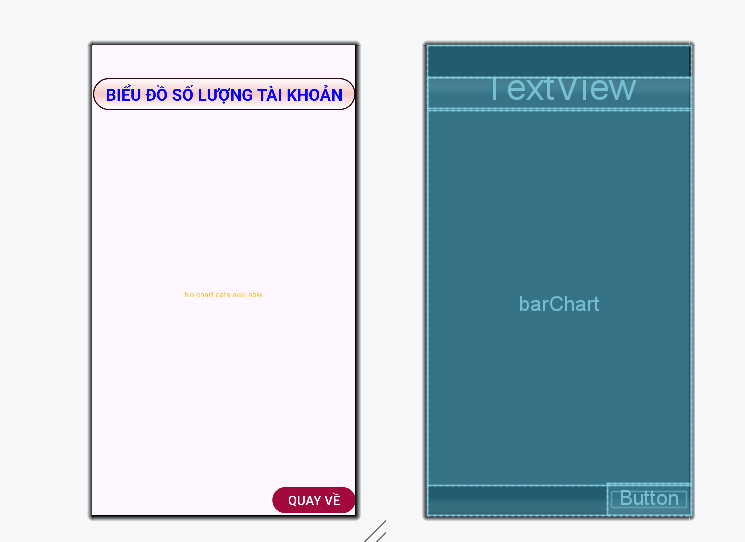 BIỂU ĐỒ SỐ LƯỢNG TÀI KHOẢN
No chart data available.
QUAY VỀ
TextView
barChart
Button